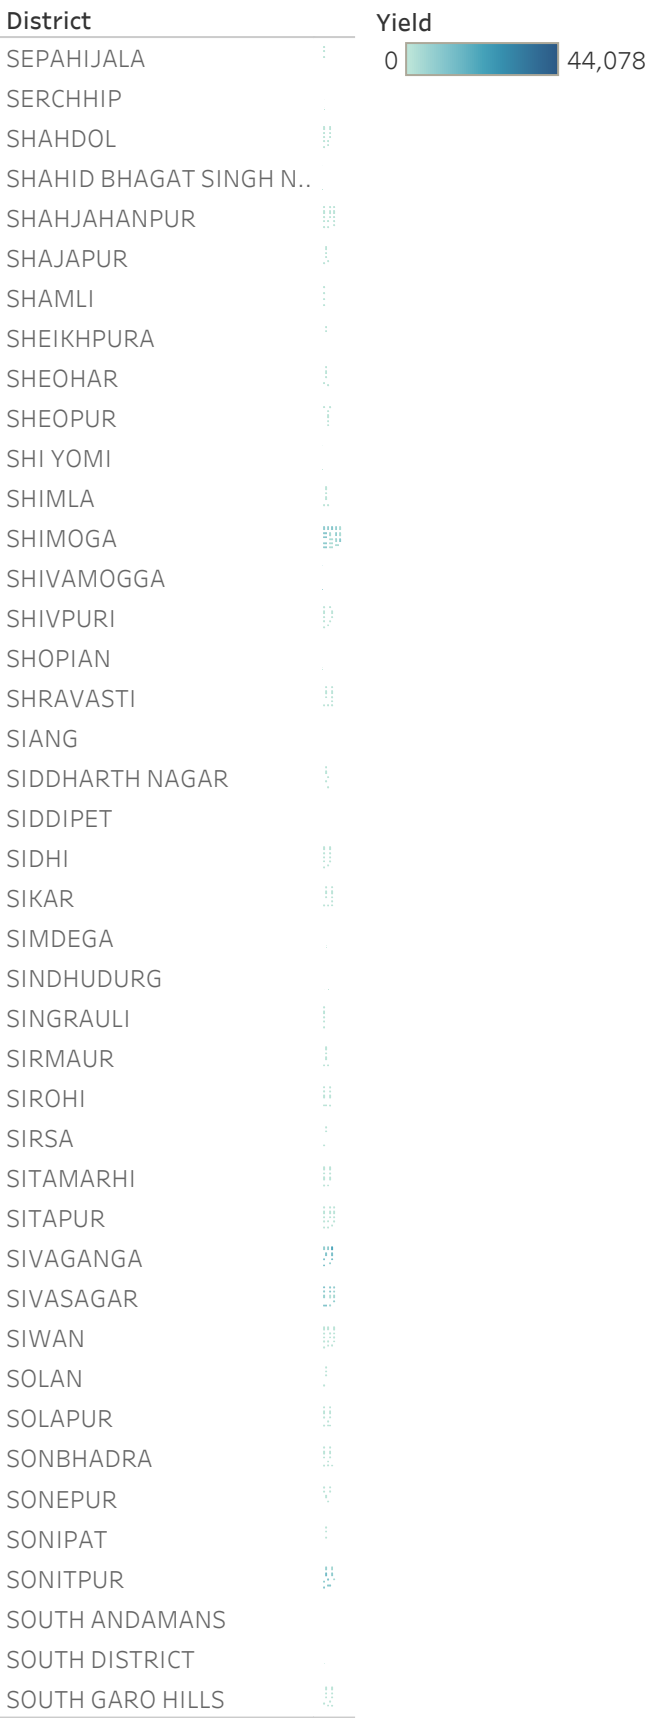 District
Yield
0 44,078
SEPAHIJALA
SERCHHIP
SHAHDOL
SHAHID BHAGAT SINGH N..
SHAHJAHANPUR
SHAJAPUR
SHAMLI
SHEIKHPURA
SHEOHAR
SHEOPUR
SHI YOMI
SHIMLA
SHIMOGA
SHIVAMOGGA
SHIVPURI
SHOPIAN
SHRAVASTI
SIANG
SIDDHARTH NAGAR
SIDDIPET
SIDHI
SIKAR
SIMDEGA
SINDHUDURG
SINGRAULI
SIRMAUR
SIROHI
SIRSA
SITAMARHI
SITAPUR
SIVAGANGA
SIVASAGAR
SIWAN
SOLAN
SOLAPUR
SONBHADRA
SONEPUR
SONIPAT
SONITPUR
SOUTH ANDAMANS
SOUTH DISTRICT
SOUTH GARO HILLS